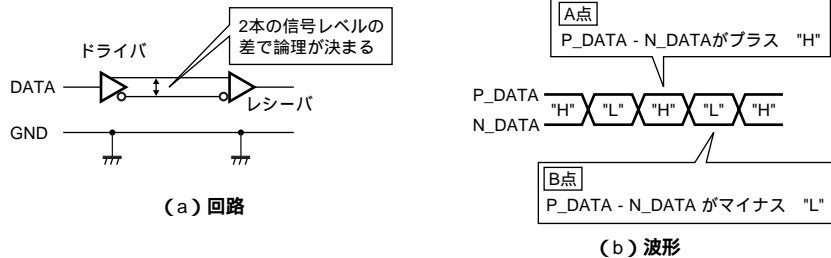 ドライバ
2本の信号レベルの
差で論理が決まる
DATA
レシーバ
GND
(a)回路
A点
P_DATA - N_DATAがプラス "H"
P_DATA
N_DATA
"H" "L" "H" "L" "H"
B点
P_DATA - N_DATA がマイナス "L"
(b)波形